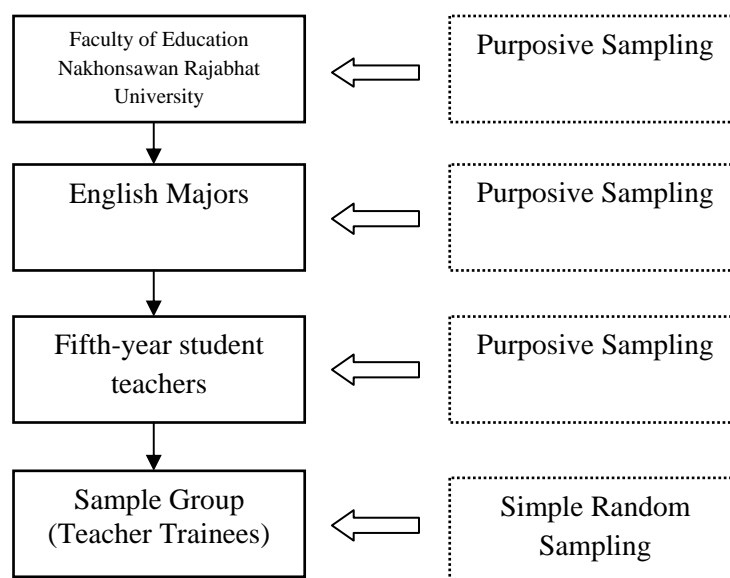 Faculty of Education
Nakhonsawan Rajabhat
University
Purposive Sampling
English Majors
Purposive Sampling
Fifth-year student
teachers
Purposive Sampling
Sample Group
(Teacher Trainees)
Simple Random
Sampling